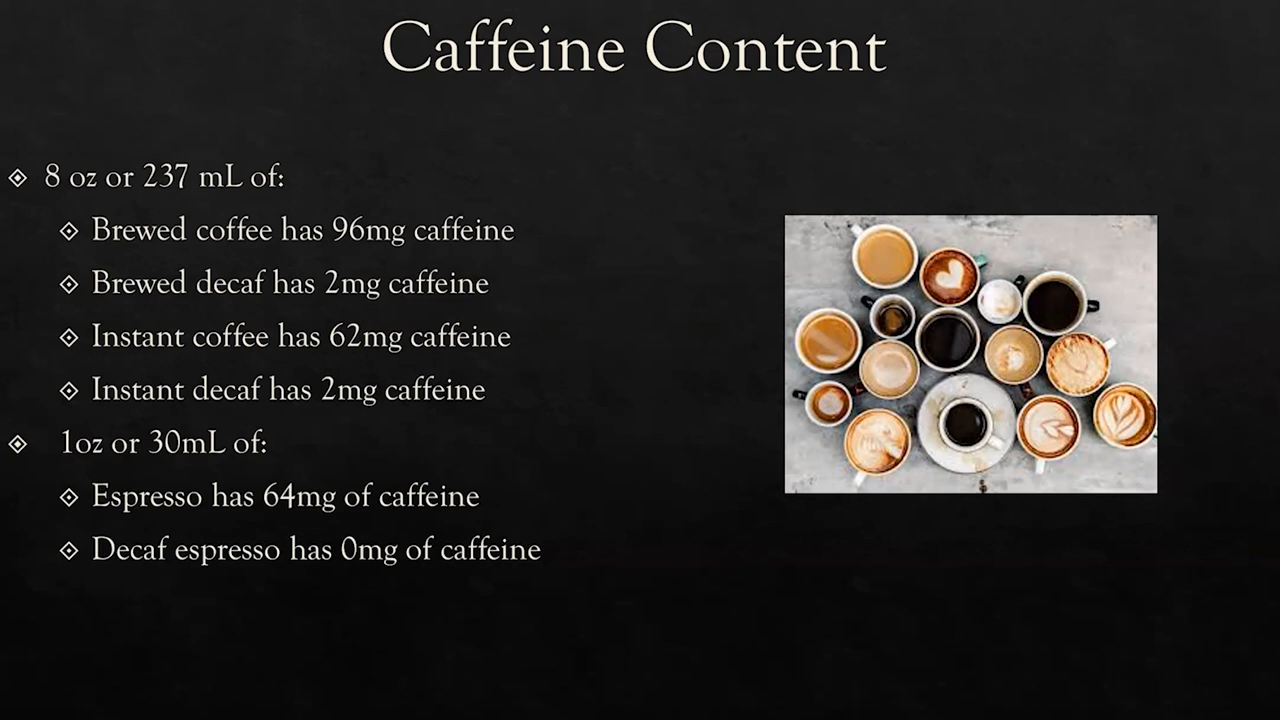 Caffeine Content
8 oz or 237 mL of:
Brewed coffee has 96mg caffeine
Brewed decaf has 2mg caffeine
Instant coffee has 62mg caffeine
Instant decaf has 2mg caffeine
1oz or 30mL of:
Espresso has 64mg of caffeine
Decaf espresso has 0mg of caffeine